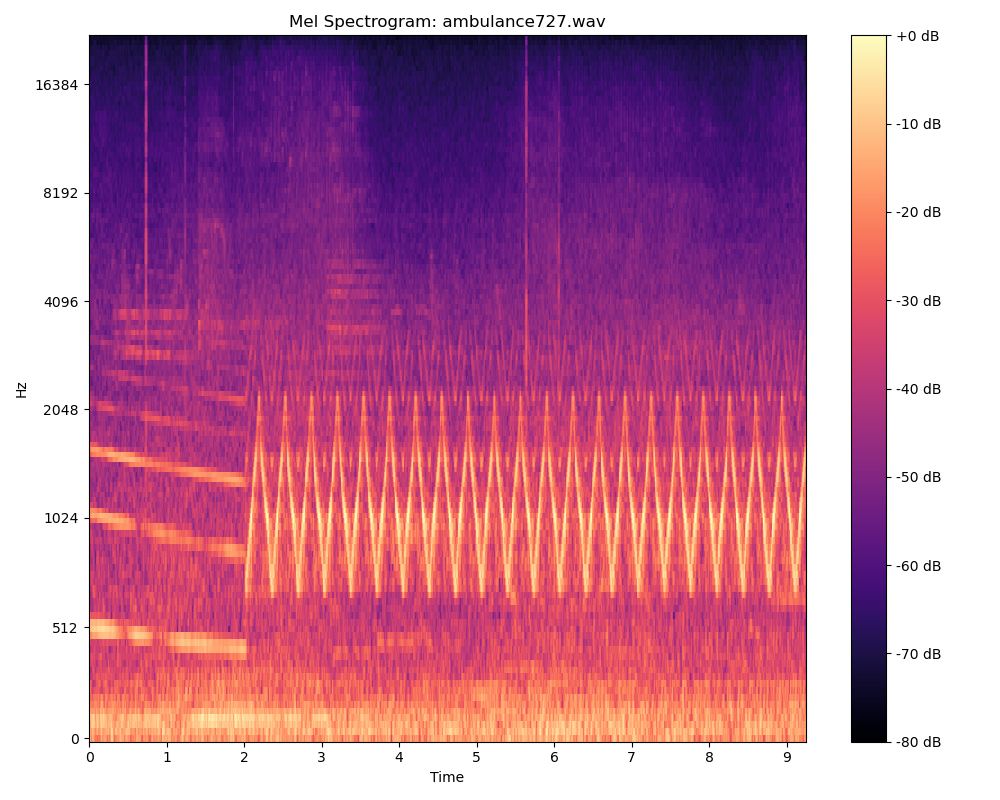 Mel Spectrogram: ambulance727.wav
Hz
16384
8192
4096
2048
1024
512
0
0 1 2 3 4 5 6 7 8 9
Time
+0 dB
-10 dB
-20 dB
-30 dB
-40 dB
-50 dB
-60 dB
-70 dB
-80 dB